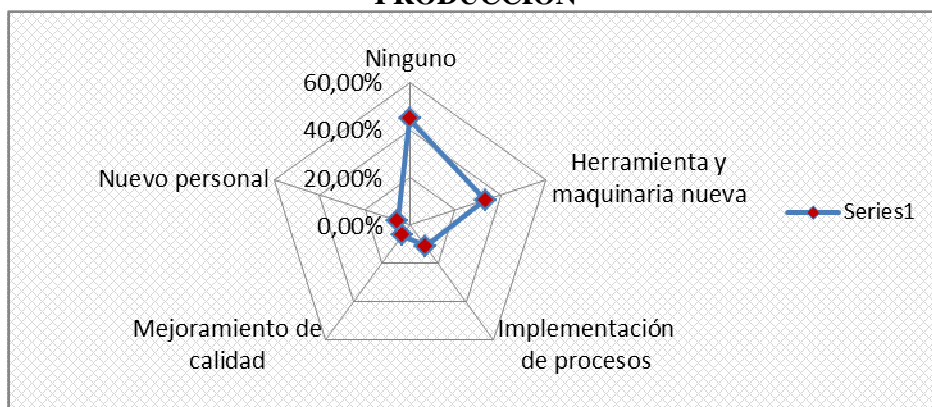 PRODUCCIÓN
Ninguno
60,00%
40,00%
20,00%
0,00%
Herramienta y
maquinaria nueva
Nuevo personal
Series1
Mejoramiento de
calidad
Implementación
de procesos